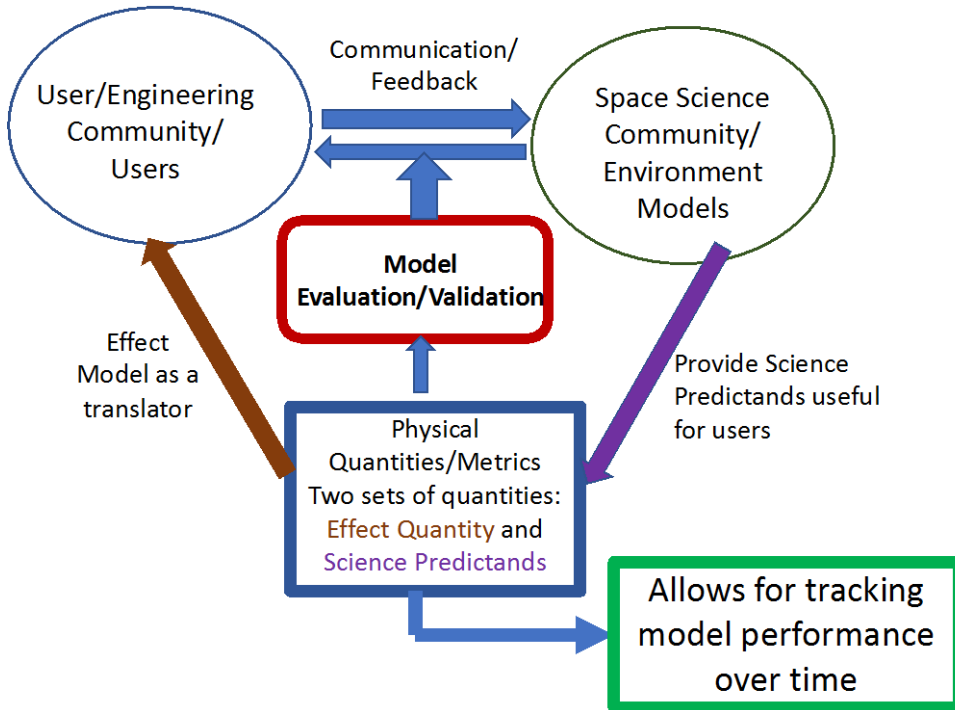 Communication/
Feedback
User/Engineering
Community/
Users
Space Science
Community/
Environment
Models
Model
Evaluation/Validation
Effect
Model as a
translator
Provide Science
Predictands useful
for users
Physical
Quantities/Metrics
Two sets of quantities:
Effect Quantity and
Science Predictands
Allows for tracking
model performance
over time